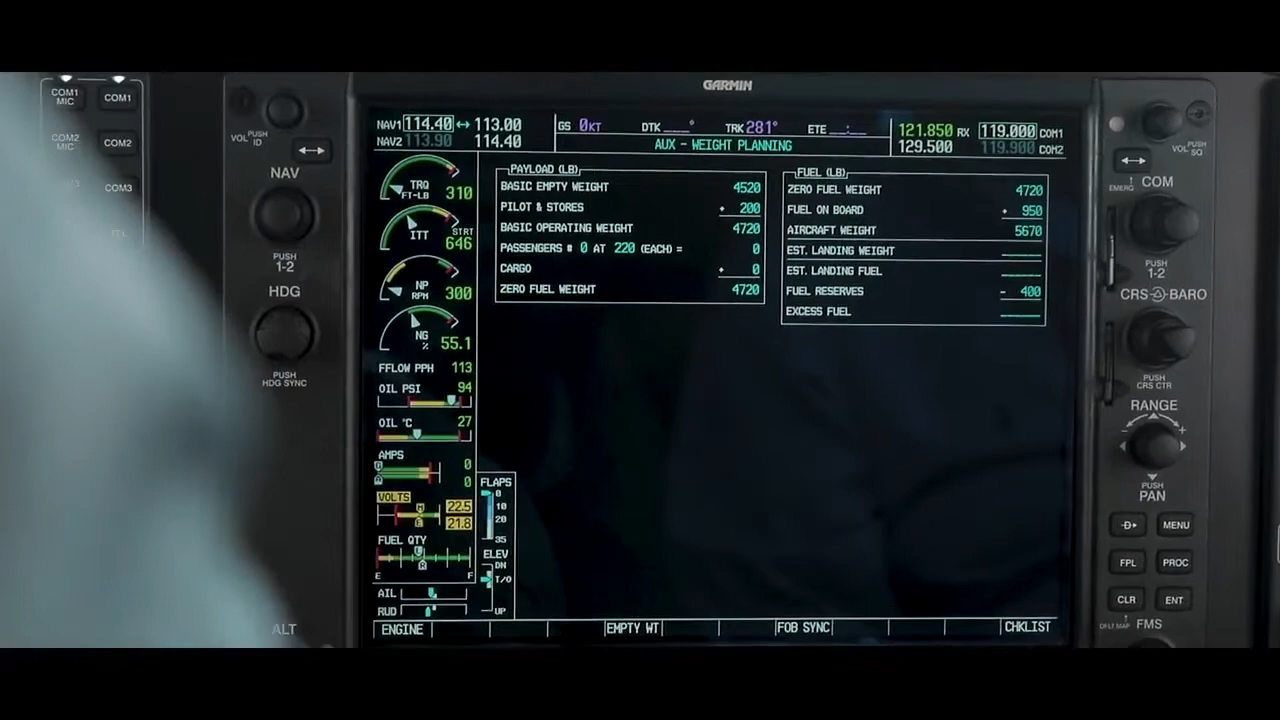 GARMIN
COM1 MIC
COM1
COM2 MIC
COM2
COM3
VOL PUSH ID
NAV
PUSH 1-2
HDG
PUSH HDG SYNC
ALT
NAV1 114.40 ↔ 113.00
NAV2 113.90 114.40
GS 0KT DTK ___° TRK 281° ETE __:__
AUX - WEIGHT PLANNING
121.850 RX 119.000 COM1
129.500 119.900 COM2
TRQ FT-LB 310
ITT STRT 646
NP RPM 300
NG % 55.1
FFLOW PPH 113
OIL PSI 94
OIL °C 27
AMPS 0
0
VOLTS 22.5
21.8
FUEL QTY
E F
AIL
RUD
FLAPS
0
10
20
35
ELEV
DN
T/O
UP
PAYLOAD (LB)
BASIC EMPTY WEIGHT 4520
PILOT & STORES + 200
BASIC OPERATING WEIGHT 4720
PASSENGERS # 0 AT 220 (EACH) = 0
CARGO + 0
ZERO FUEL WEIGHT 4720
FUEL (LB)
ZERO FUEL WEIGHT 4720
FUEL ON BOARD + 950
AIRCRAFT WEIGHT 5670
EST. LANDING WEIGHT _____
EST. LANDING FUEL _____
FUEL RESERVES - 400
EXCESS FUEL _____
ENGINE EMPTY WT FOB SYNC CHKLIST
VOL PUSH SQ
EMERG
COM
PUSH 1-2
CRS BARO
PUSH CRS CTR
RANGE
- +
PUSH PAN
D MENU
FPL PROC
CLR ENT
DFLT MAP FMS